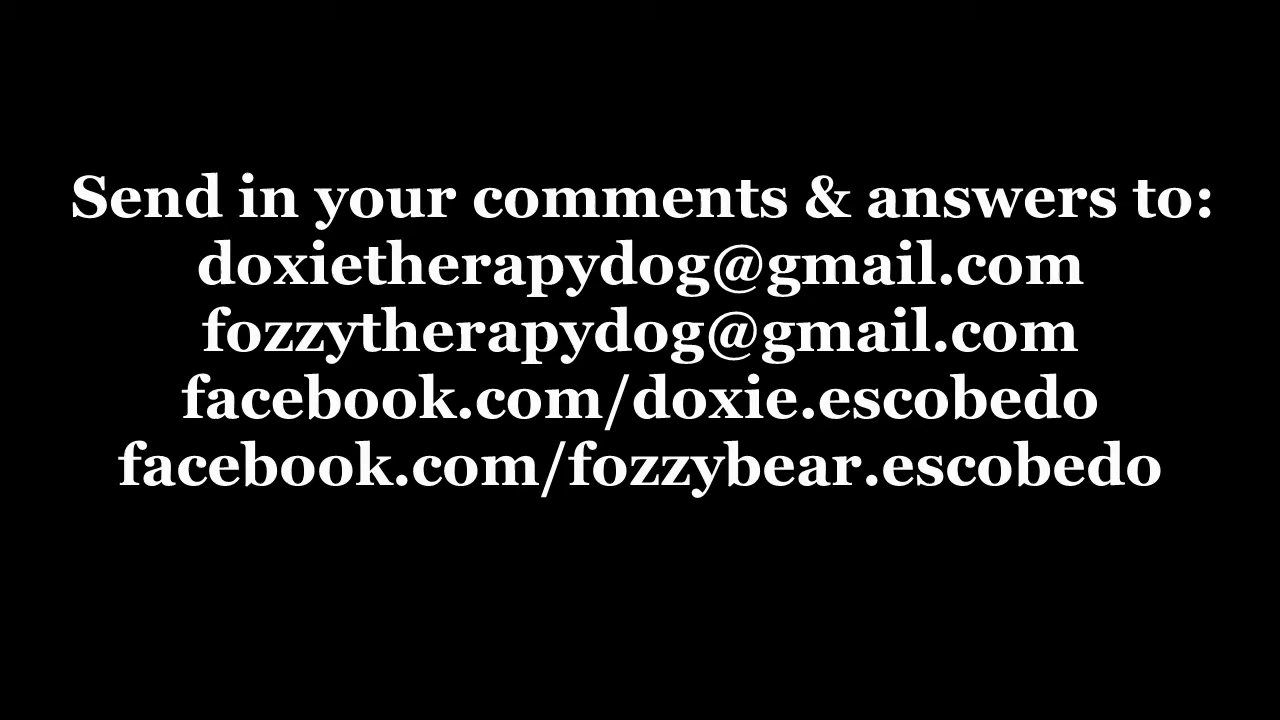 Send in your comments & answers to:
doxietherapydog@gmail.com
fozzytherapydog@gmail.com
facebook.com/doxie.escobedo
facebook.com/fozzybear.escobedo